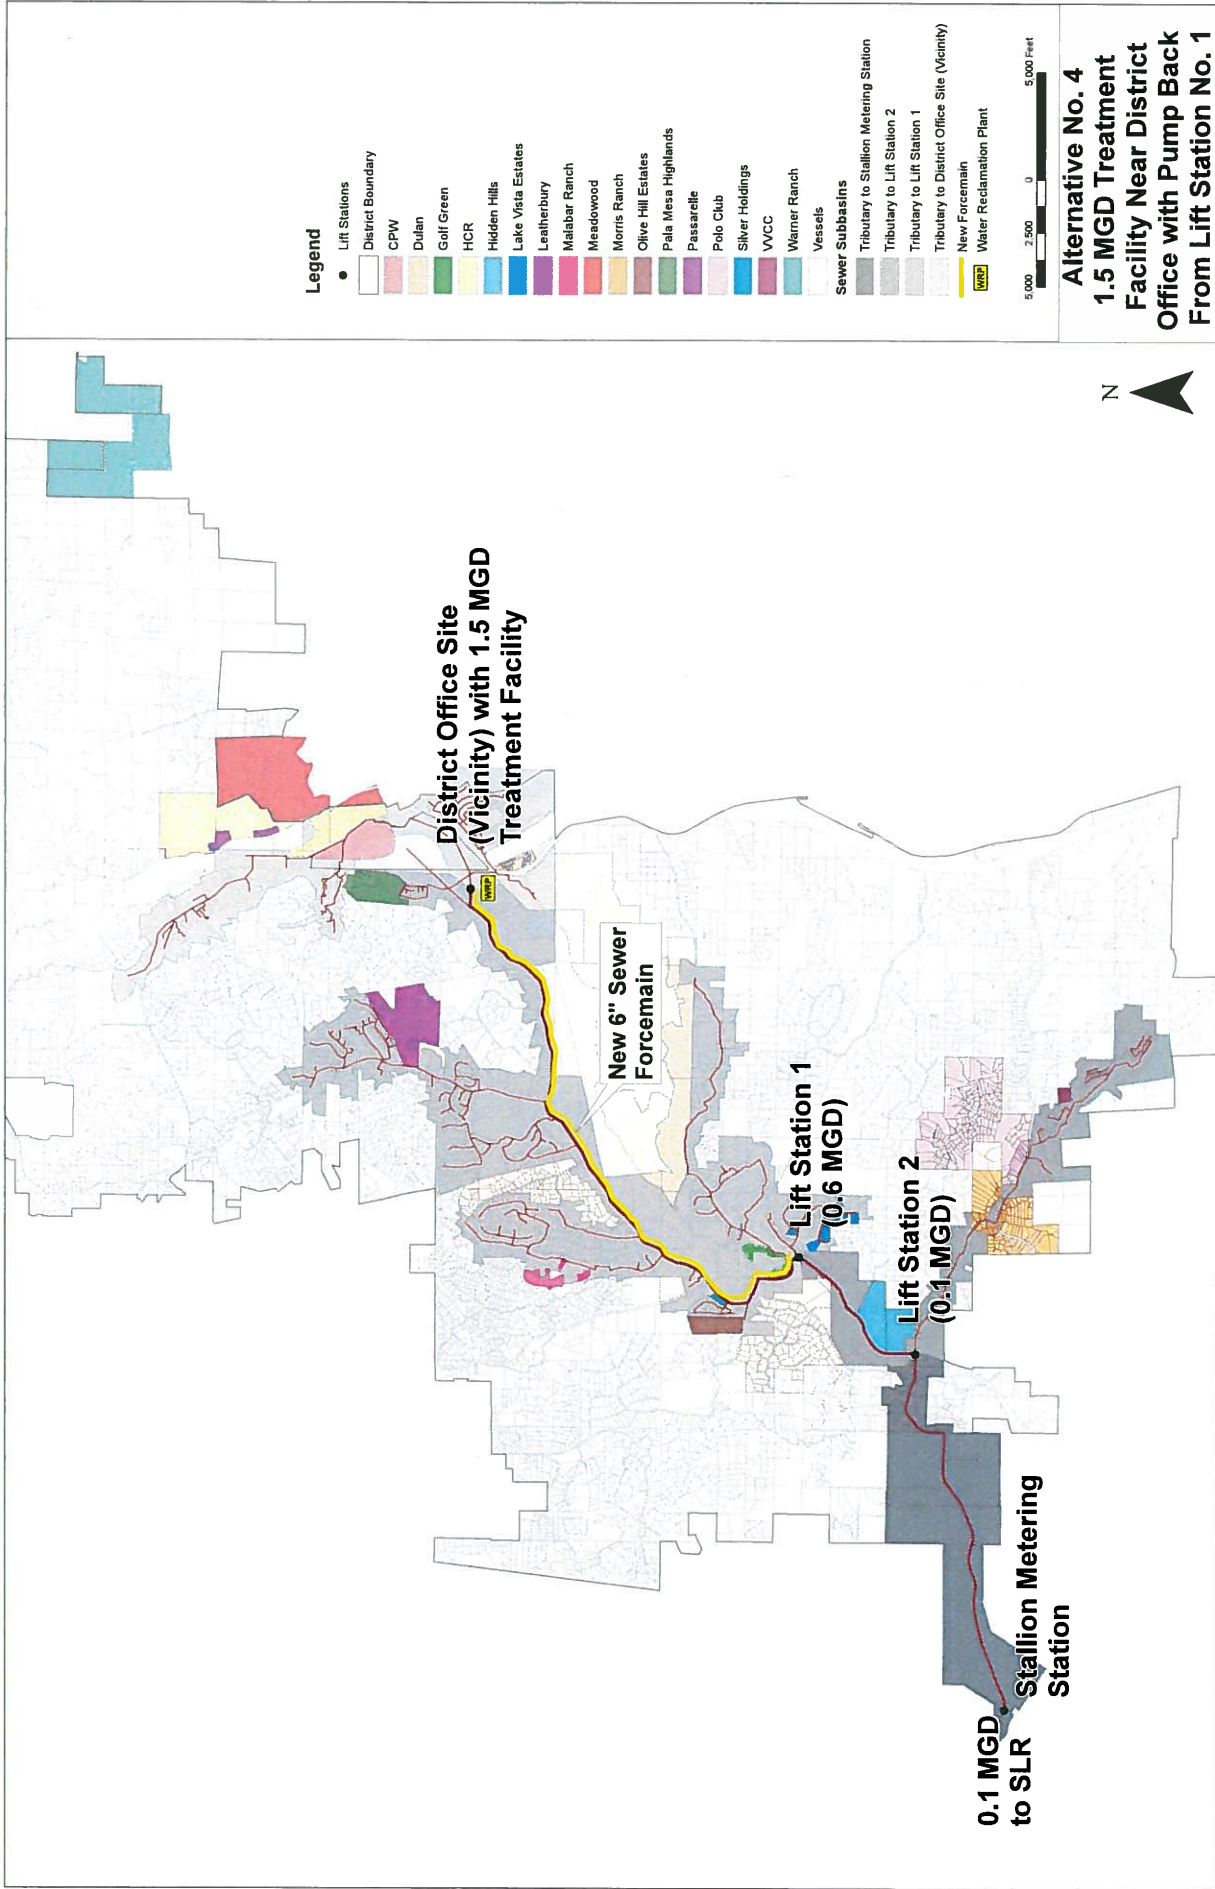 District Office Site
(Vicinity) with 1.5 MGD
Treatment Facility
WRP
New 6" Sewer
Forcemain
Lift Station 1
(0.6 MGD)
Lift Station 2
(0.1 MGD)
Stallion Metering
Station
0.1 MGD
to SLR
N
Legend
Lift Stations
District Boundary
CPW
Dulan
Golf Green
HCR
Hidden Hills
Lake Vista Estates
Leatherbury
Malabar Ranch
Meadowood
Morris Ranch
Olive Hill Estates
Pala Mesa Highlands
Passarelle
Polo Club
Silver Holdings
VVCC
Warner Ranch
Vessels
Sewer Subbasins
Tributary to Stallion Metering Station
Tributary to Lift Station 2
Tributary to Lift Station 1
Tributary to District Office Site (Vicinity)
New Forcemain
WRP Water Reclamation Plant
5,000 2,500 0 5,000 Feet
Alternative No. 4
1.5 MGD Treatment
Facility Near District
Office with Pump Back
From Lift Station No. 1